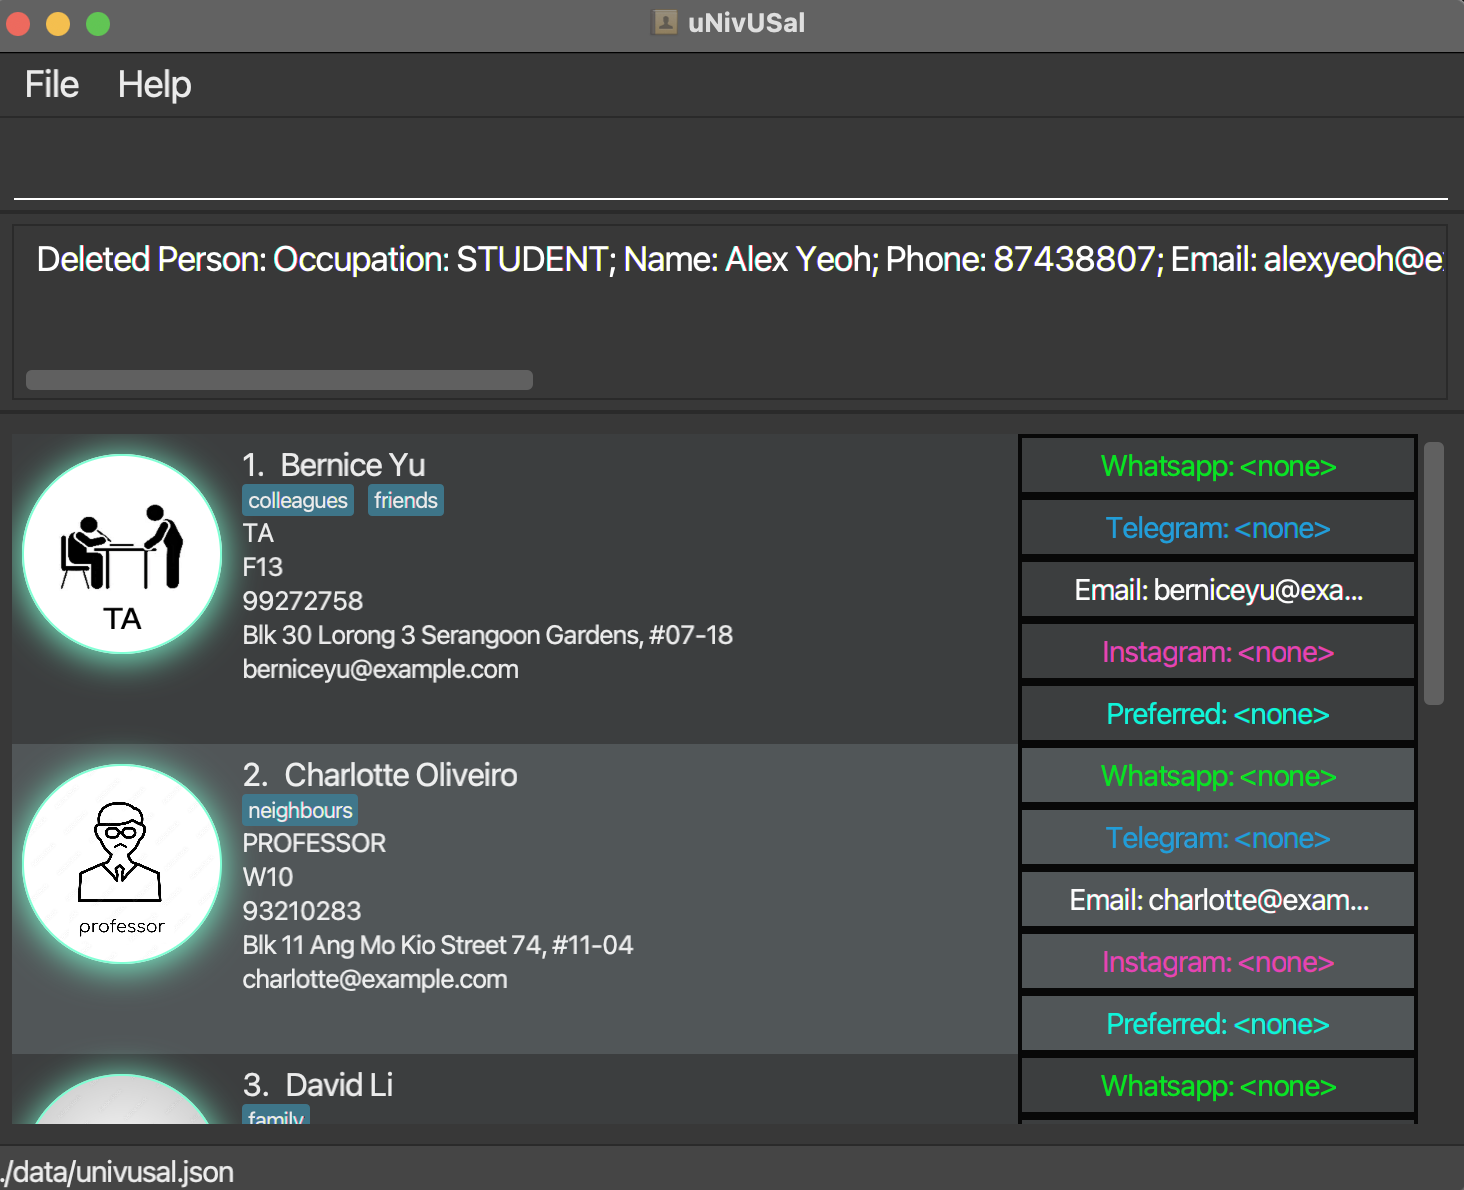 uNivUSal
File Help
Deleted Person: Occupation: STUDENT; Name: Alex Yeoh; Phone: 87438807; Email: alexyeoh@e
1. Bernice Yu
colleagues friends
TA
F13
99272758
Blk 30 Lorong 3 Serangoon Gardens, #07-18
berniceyu@example.com
TA
Whatsapp: <none>
Telegram: <none>
Email: berniceyu@exa...
Instagram: <none>
Preferred: <none>
2. Charlotte Oliveiro
neighbours
PROFESSOR
W10
93210283
Blk 11 Ang Mo Kio Street 74, #11-04
charlotte@example.com
professor
Whatsapp: <none>
Telegram: <none>
Email: charlotte@exam...
Instagram: <none>
Preferred: <none>
3. David Li
family
Whatsapp: <none>
./data/univusal.json